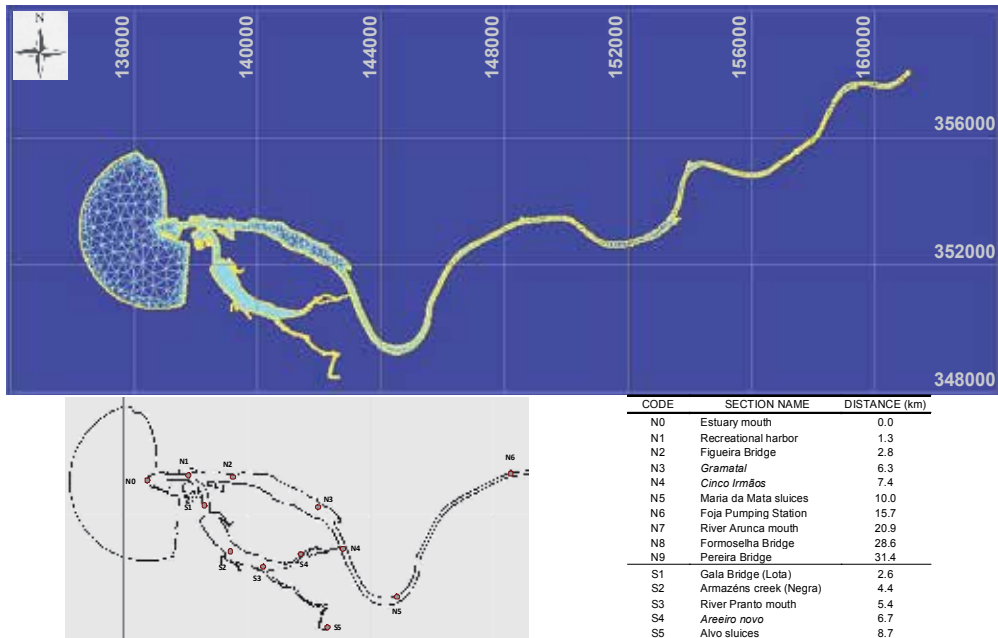 N
136000
140000
144000
148000
152000
156000
160000
356000
352000
348000
N0
N1
N2
N3
N4
N5
N6
S1
S2
S3
S4
S5
CODE SECTION NAME DISTANCE (km)
N0 Estuary mouth 0.0
N1 Recreational harbor 1.3
N2 Figueira Bridge 2.8
N3 Gramatal 6.3
N4 Cinco Irmãos 7.4
N5 Maria da Mata sluices 10.0
N6 Foja Pumping Station 15.7
N7 River Arunca mouth 20.9
N8 Formoselha Bridge 28.6
N9 Pereira Bridge 31.4
S1 Gala Bridge (Lota) 2.6
S2 Armazéns creek (Negra) 4.4
S3 River Pranto mouth 5.4
S4 Areeiro novo 6.7
S5 Alvo sluices 8.7